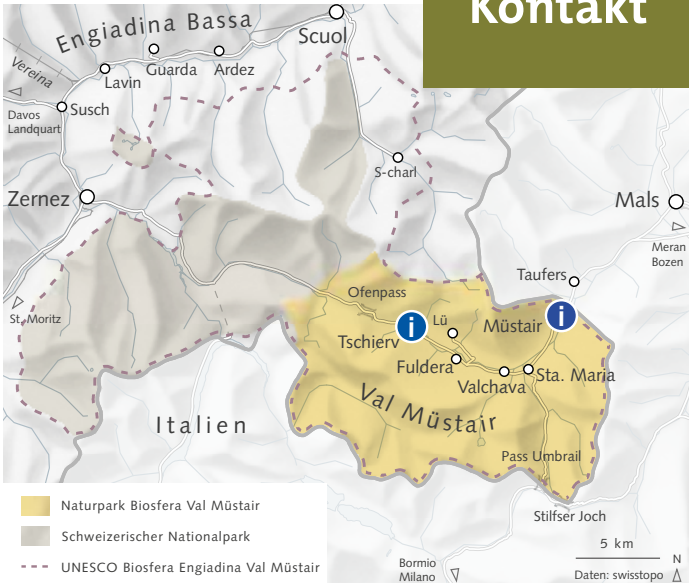 Kontakt
Engiadina Bassa
Scuol
Vereina
Lavin
Guarda
Ardez
Davos
Landquart
Susch
S-charl
Zernez
Mals
Meran
Bozen
Taufers
St. Moritz
Ofenpass
i
Lü
Müstair
i
Tschierv
Fuldera
Valchava
Sta. Maria
Val Müstair
Italien
Pass Umbrail
Stilfser Joch
Naturpark Biosfera Val Müstair
Schweizerischer Nationalpark
UNESCO Biosfera Engiadina Val Müstair
Bormio
Milano
5 km
N
Daten: swisstopo